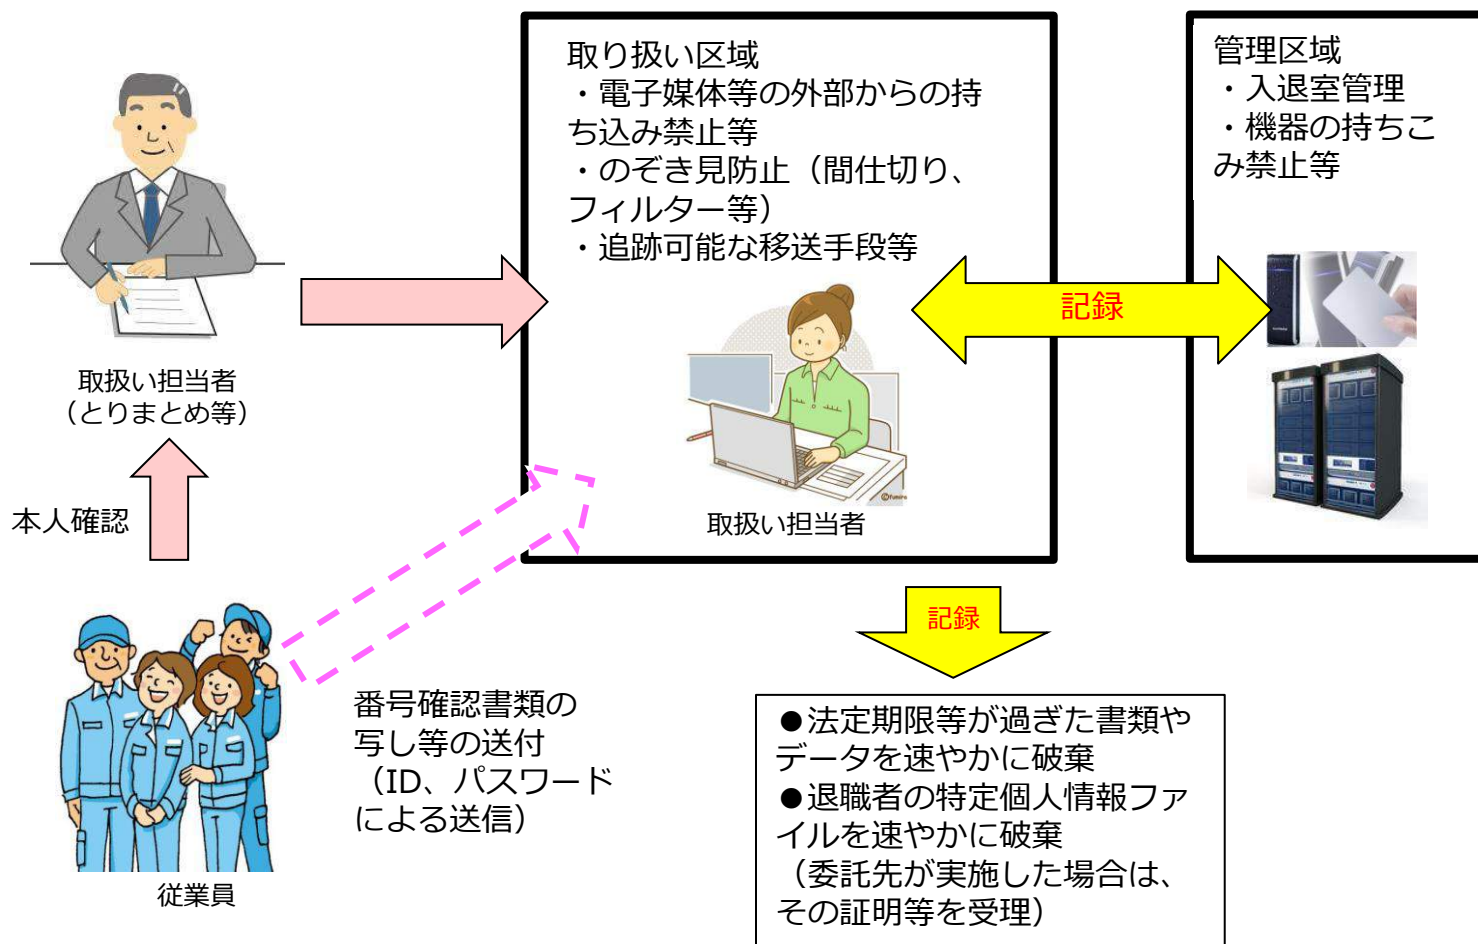 取り扱い区域
・電子媒体等の外部からの持
ち込み禁止等
・のぞき見防止（間仕切り、
フィルター等）
・追跡可能な移送手段等
管理区域
・入退室管理
・機器の持ちこ
み禁止等
記録
取扱い担当者
（とりまとめ等）
本人確認
©fumira
取扱い担当者
記録
番号確認書類の
写し等の送付
（ID、パスワード
による送信）
従業員
●法定期限等が過ぎた書類や
データを速やかに破棄
●退職者の特定個人情報ファ
イルを速やかに破棄
（委託先が実施した場合は、
その証明等を受理）